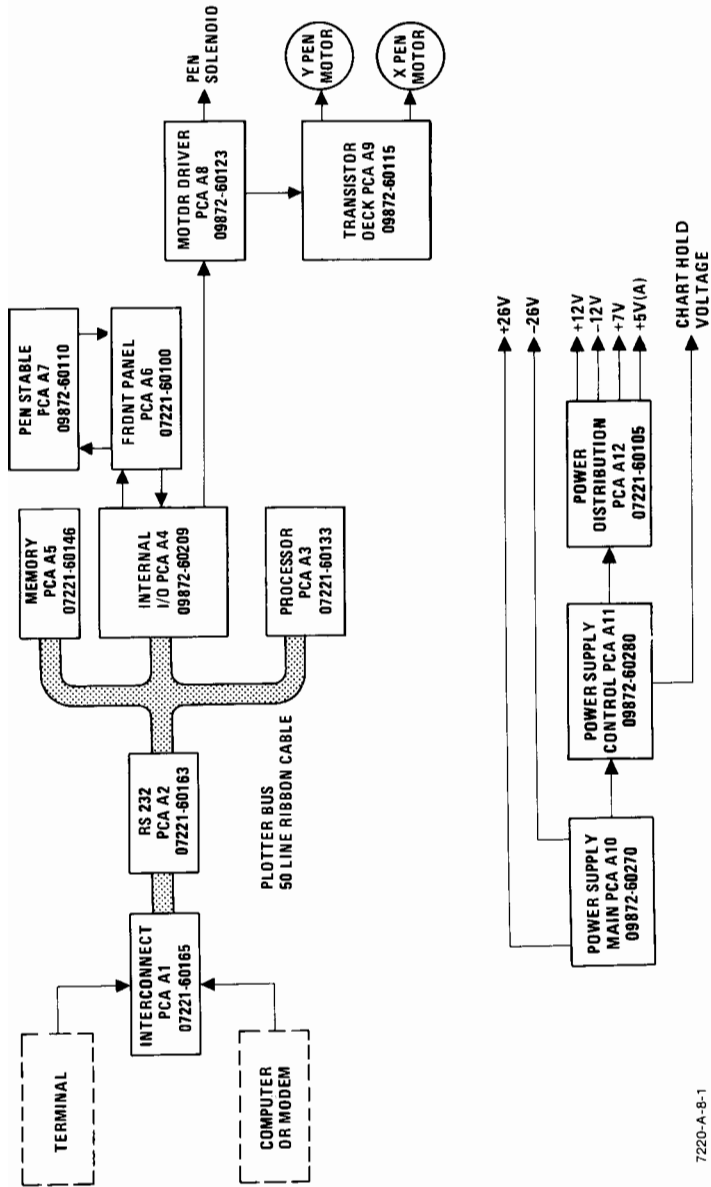 TERMINAL
COMPUTER
OR MODEM
INTERCONNECT
PCA A1
07221-60165
RS 232
PCA A2
07221-60163
PLOTTER BUS
50 LINE RIBBON CABLE
MEMORY
PCA A5
07221-60146
INTERNAL
I/O PCA A4
09872-60209
PROCESSOR
PCA A3
07221-60133
PEN STABLE
PCA A7
09872-60110
FRONT PANEL
PCA A6
07221-60100
MOTOR DRIVER
PCA A8
09872-60123
PEN
SOLENOID
TRANSISTOR
DECK PCA A9
09872-60115
Y PEN
MOTOR
X PEN
MOTOR
POWER SUPPLY
MAIN PCA A10
09872-60270
POWER SUPPLY
CONTROL PCA A11
09872-60280
POWER
DISTRIBUTION
PCA A12
07221-60105
+26V
-26V
+12V
-12V
+7V
+5V(A)
CHART HOLD
VOLTAGE
7220-A-8-1